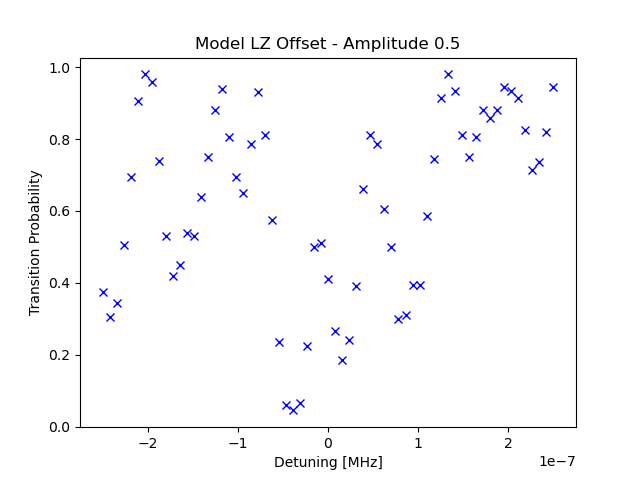 Model LZ Offset - Amplitude 0.5
1.0
0.8
0.6
0.4
0.2
0.0
Transition Probability
−2
−1
0
1
2
1e−7
Detuning [MHz]